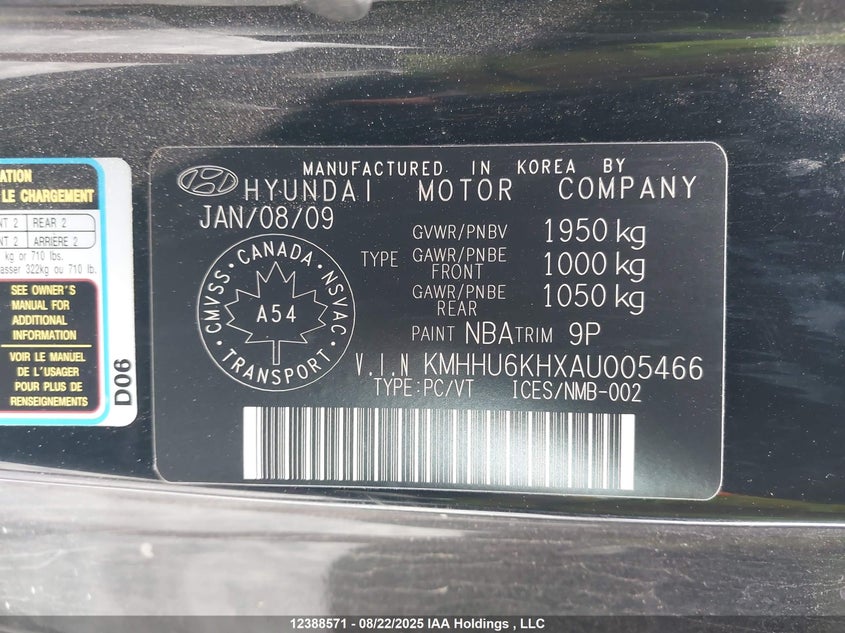 ATION
LE CHARGEMENT
NT 2 REAR 2
NT 2 ARRIÈRE 2
kg or 710 lbs.
asser 322kg ou 710 lb.
SEE OWNER'S
MANUAL FOR
ADDITIONAL
INFORMATION
VOIR LE MANUEL
DE L'USAGER
POUR PLUS DE
RENSEIGNEMENTS
D06
MANUFACTURED IN KOREA BY
HYUNDAI MOTOR COMPANY
JAN/08/09
GVWR/PNBV 1950 kg
TYPE GAWR/PNBE FRONT 1000 kg
GAWR/PNBE REAR 1050 kg
PAINT NBA TRIM 9P
CANADA
CMVSS NSVAC
A54
TRANSPORT
V.I.N KMHHU6KHXAU005466
TYPE:PC/VT ICES/NMB-002
12388571 - 08/22/2025 IAA Holdings , LLC